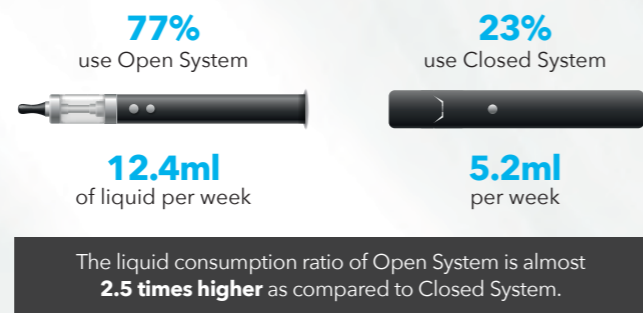 77%
use Open System
23%
use Closed System
12.4ml
of liquid per week
5.2ml
per week
The liquid consumption ratio of Open System is almost
2.5 times higher as compared to Closed System.